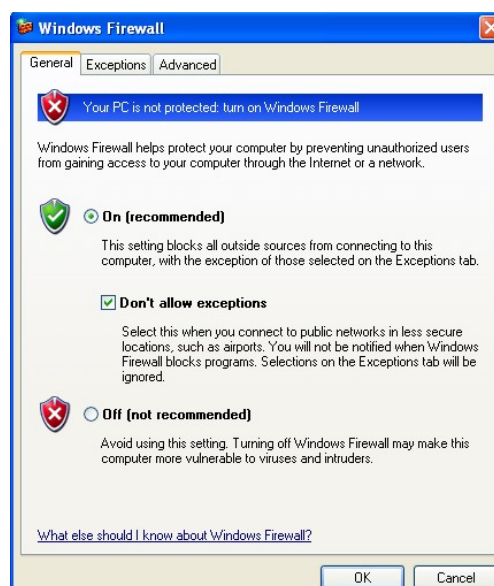 Windows Firewall
General Exceptions Advanced
Your PC is not protected: turn on Windows Firewall
Windows Firewall helps protect your computer by preventing unauthorized users
from gaining access to your computer through the Internet or a network.
On (recommended)
This setting blocks all outside sources from connecting to this
computer, with the exception of those selected on the Exceptions tab.
Don't allow exceptions
Select this when you connect to public networks in less secure
locations, such as airports. You will not be notified when Windows
Firewall blocks programs. Selections on the Exceptions tab will be
ignored.
Off (not recommended)
Avoid using this setting. Turning off Windows Firewall may make this
computer more vulnerable to viruses and intruders.
What else should I know about Windows Firewall?
OK Cancel